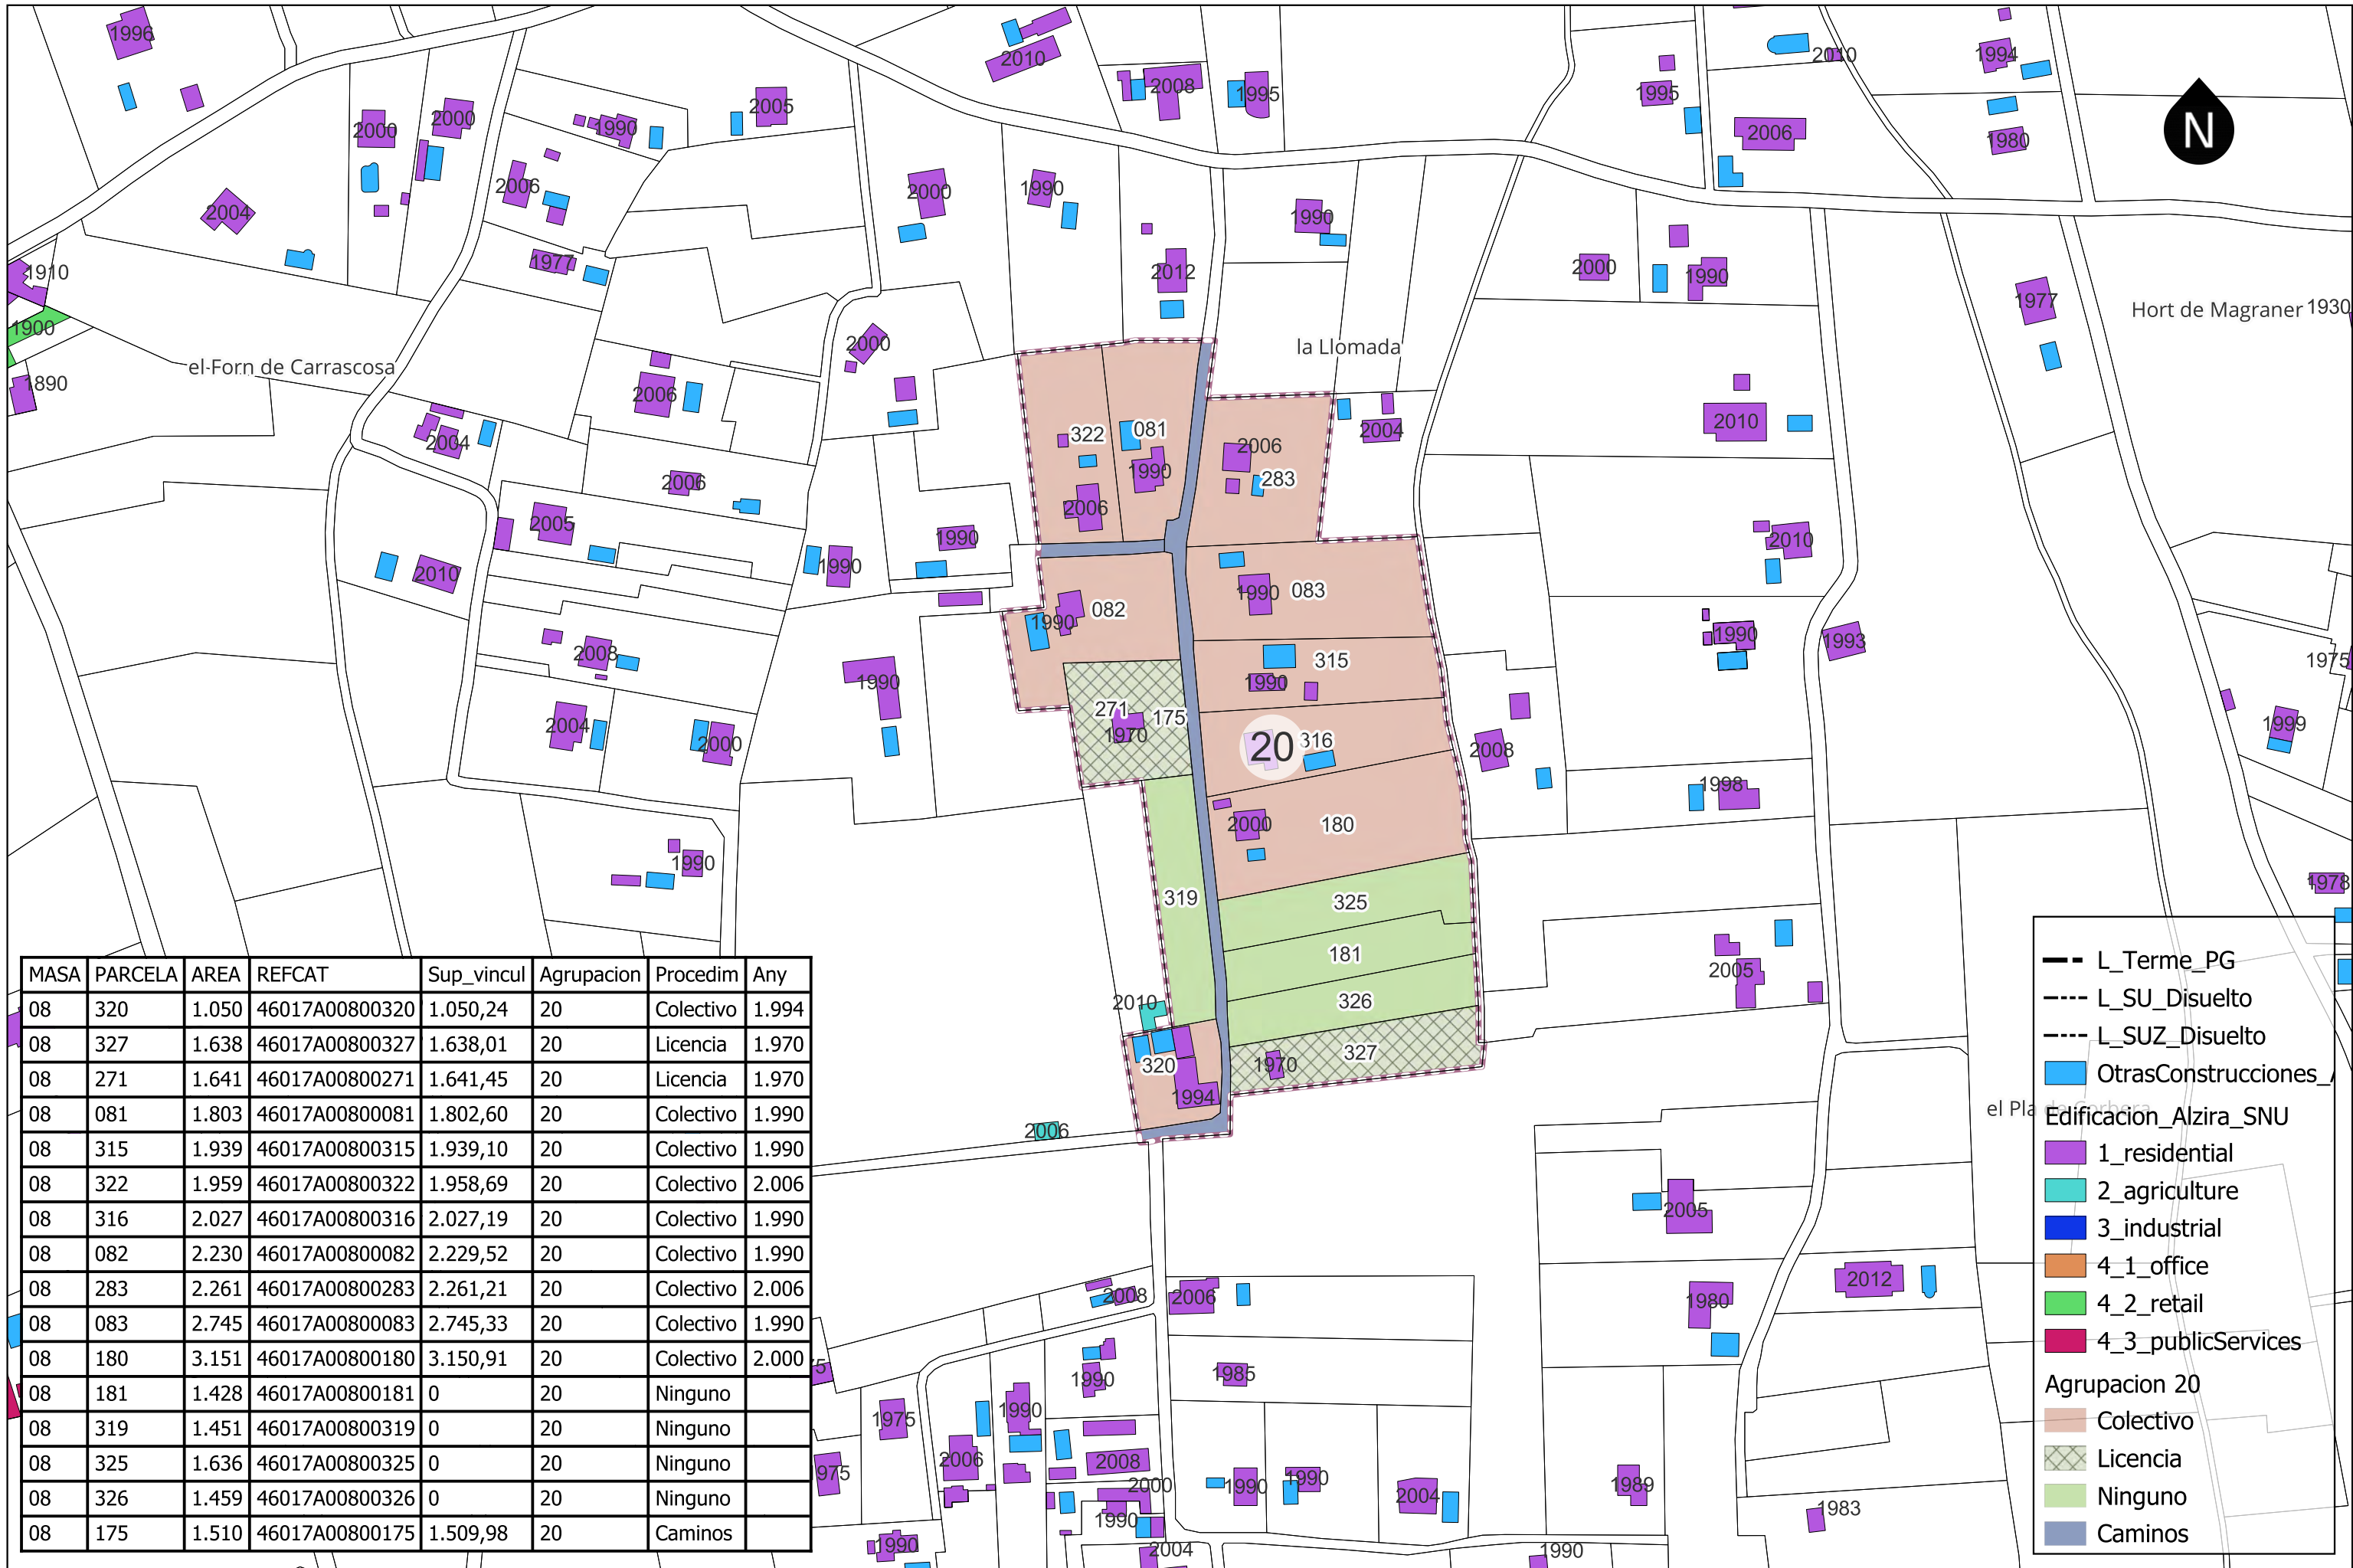 1996
2010
2008
1995
1995
2010
1994
2000
2000
1990
2005
2006
1980
N
2004
2006
2000
1990
1990
2012
1977
1910
2000
1990
1977
Hort de Magraner 1930
1900
2000
la Llomada
el-Forn de Carrascosa
1890
2006
2004
322
081
2006
2004
2010
283
1990
2006
2006
2005
1990
2010
2010
1990
1990
083
082
1990
1990
1993
2008
315
1975
1990
1990
271
175
1970
2004
2000
20
316
2008
1999
1998
2000
180
1990
319
325
1978
181
2005
326
2010
327
1970
320
1994
2006
el Pla de Corbera
MASA PARCELA AREA REFCAT Sup_vincul Agrupacion Procedim Any
08 320 1.050 46017A00800320 1.050,24 20 Colectivo 1.994
08 327 1.638 46017A00800327 1.638,01 20 Licencia 1.970
08 271 1.641 46017A00800271 1.641,45 20 Licencia 1.970
08 081 1.803 46017A00800081 1.802,60 20 Colectivo 1.990
08 315 1.939 46017A00800315 1.939,10 20 Colectivo 1.990
08 322 1.959 46017A00800322 1.958,69 20 Colectivo 2.006
08 316 2.027 46017A00800316 2.027,19 20 Colectivo 1.990
08 082 2.230 46017A00800082 2.229,52 20 Colectivo 1.990
08 283 2.261 46017A00800283 2.261,21 20 Colectivo 2.006
08 083 2.745 46017A00800083 2.745,33 20 Colectivo 1.990
08 180 3.151 46017A00800180 3.150,91 20 Colectivo 2.000
08 181 1.428 46017A00800181 0 20 Ninguno
08 319 1.451 46017A00800319 0 20 Ninguno
08 325 1.636 46017A00800325 0 20 Ninguno
08 326 1.459 46017A00800326 0 20 Ninguno
08 175 1.510 46017A00800175 1.509,98 20 Caminos
L_Terme_PG
L_SU_Disuelto
L_SUZ_Disuelto
OtrasConstrucciones_
Edificacion_Alzira_SNU
1_residential
2_agriculture
3_industrial
4_1_office
4_2_retail
4_3_publicServices
Agrupacion 20
Colectivo
Licencia
Ninguno
Caminos
2005
2008
2006
2012
1980
1990
1985
1975
1990
2006
2008
975
2000
1990
1990
1990
2004
1989
1983
1990
2004
1990